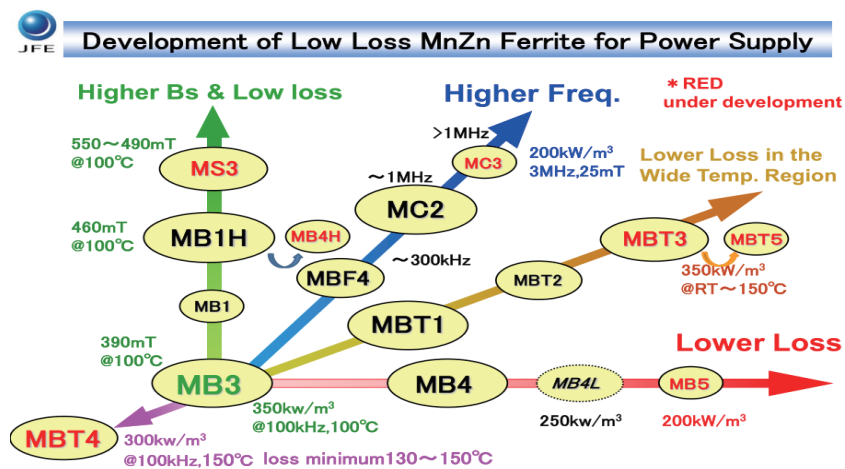 JFE
Development of Low Loss MnZn Ferrite for Power Supply
Higher Bs & Low loss
Higher Freq.
*RED
under development
550～490mT
@100℃
MS3
>1MHz
MC3
200kW/m³
3MHz,25mT
Lower Loss in the
Wide Temp. Region
～1MHz
MC2
460mT
@100℃
MB1H
MB4H
MBT3
MBT5
～300kHz
MBF4
MBT2
350kW/m³
@RT～150℃
MB1
MBT1
390mT
@100℃
Lower Loss
MB3
MB4
MB4L
MB5
350kw/m³
@100kHz,100℃
250kw/m³
200kW/m³
MBT4
300kw/m³
@100kHz,150℃ loss minimum130～150℃